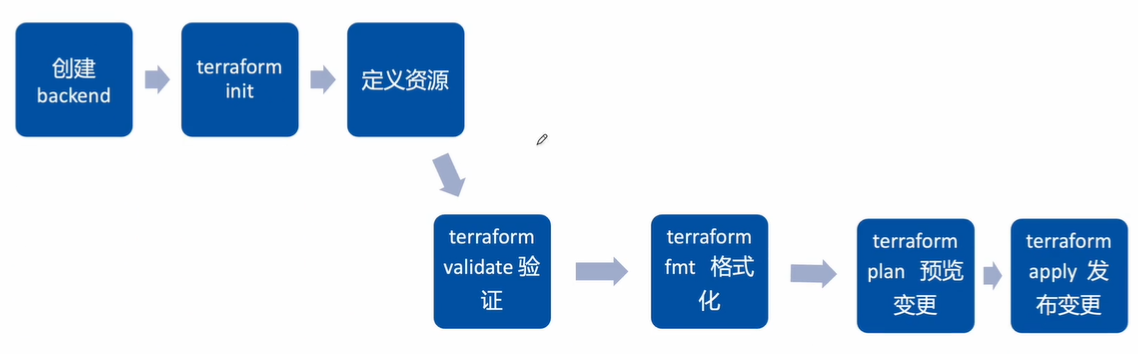 创建
backend
terraform
init
定义资源
terraform
validate 验
证
terraform
fmt 格式
化
terraform
plan 预览
变更
terraform
apply 发
布变更